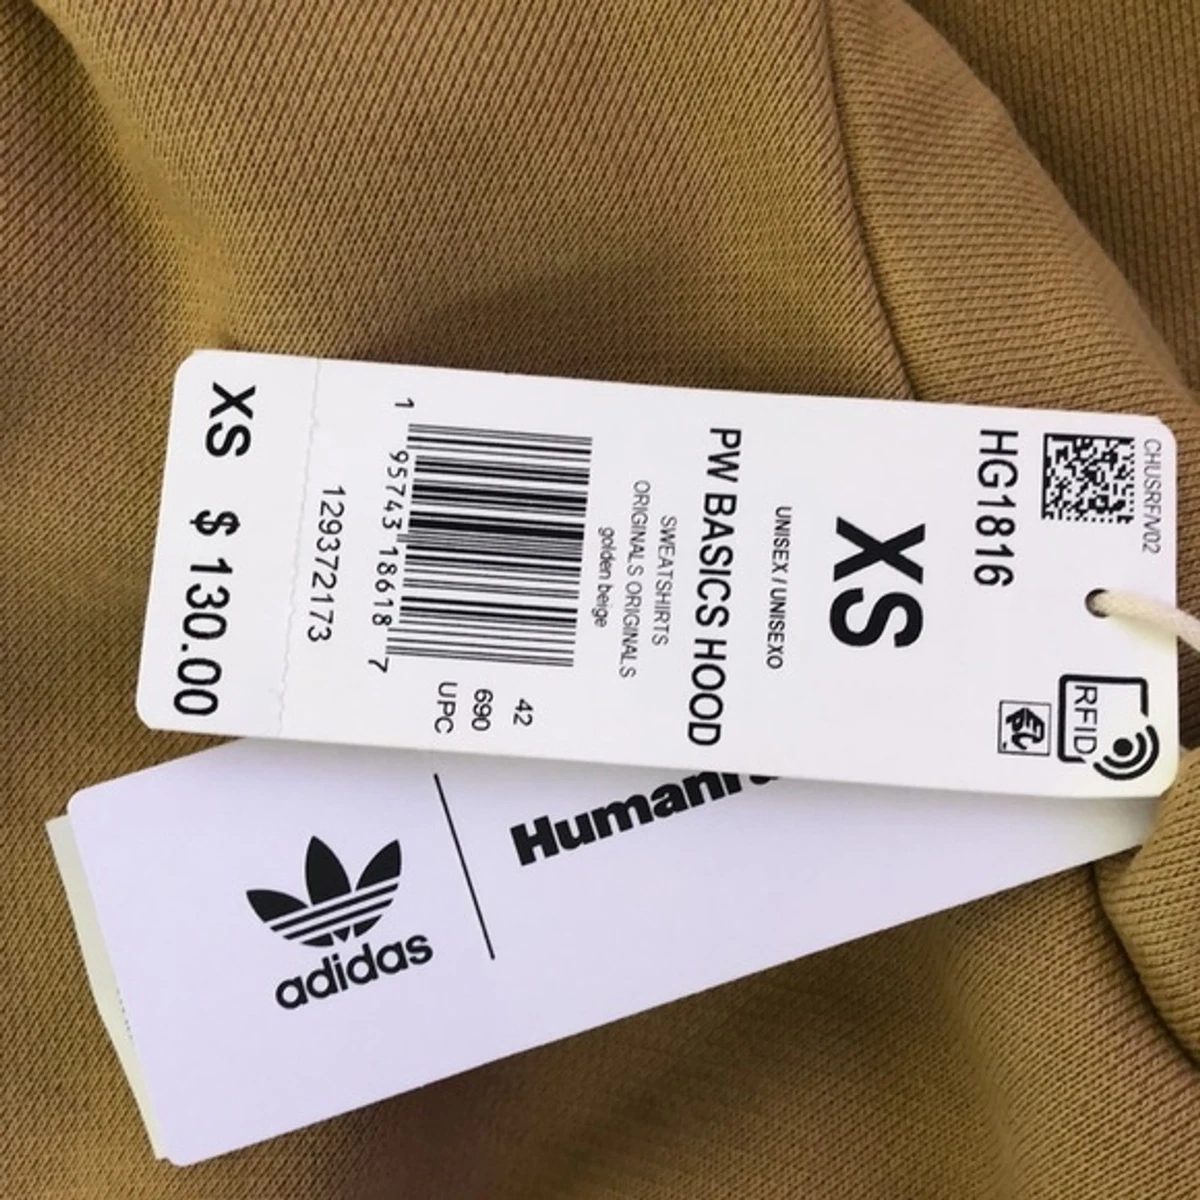 CHUSRFIV02
HG1816
RFID
XS
UNISEX / UNISEXO
PW BASICS HOOD
SWEATSHIRTS
ORIGINALS ORIGINALS
golden beige
42
690
UPC
1 95743 18618 7
129372173
XS $ 130.00
adidas